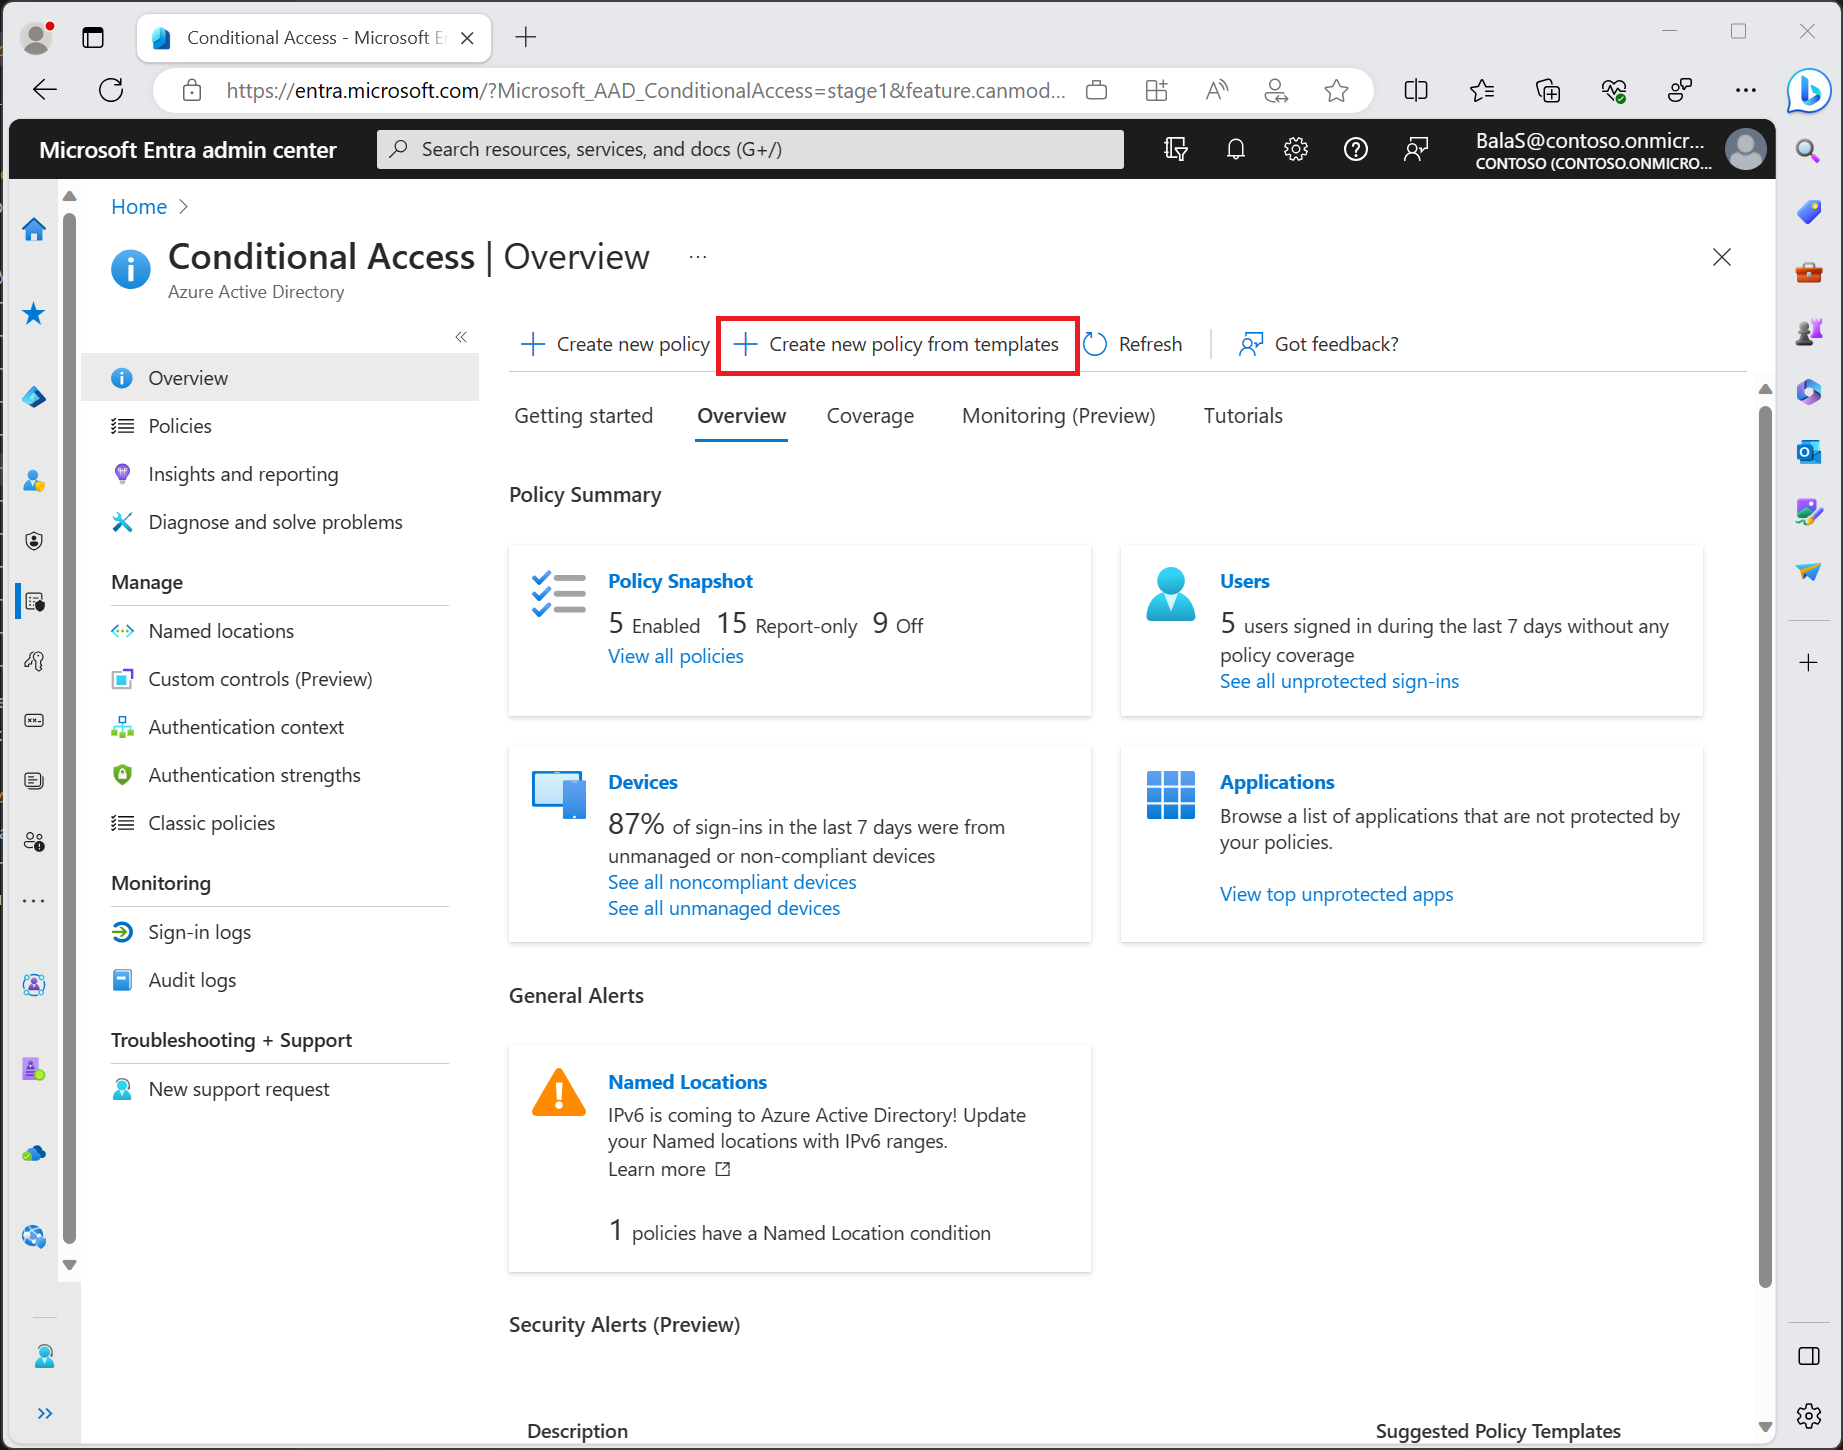 Conditional Access - Microsoft E
https://entra.microsoft.com/?Microsoft_AAD_ConditionalAccess=stage1&feature.canmod...
Microsoft Entra admin center
Search resources, services, and docs (G+/)
BalaS@contoso.onmicr...
CONTOSO (CONTOSO.ONMICRO...
Home
Conditional Access | Overview ...
Azure Active Directory
Create new policy
Create new policy from templates
Refresh
Got feedback?
Overview
Policies
Insights and reporting
Diagnose and solve problems
Manage
Named locations
Custom controls (Preview)
Authentication context
Authentication strengths
Classic policies
Monitoring
Sign-in logs
Audit logs
Troubleshooting + Support
New support request
Getting started
Overview
Coverage
Monitoring (Preview)
Tutorials
Policy Summary
Policy Snapshot
5 Enabled 15 Report-only 9 Off
View all policies
Users
5 users signed in during the last 7 days without any
policy coverage
See all unprotected sign-ins
Devices
87% of sign-ins in the last 7 days were from
unmanaged or non-compliant devices
See all noncompliant devices
See all unmanaged devices
Applications
Browse a list of applications that are not protected by
your policies.
View top unprotected apps
General Alerts
Named Locations
IPv6 is coming to Azure Active Directory! Update
your Named locations with IPv6 ranges.
Learn more
1 policies have a Named Location condition
Security Alerts (Preview)
Description
Suggested Policy Templates